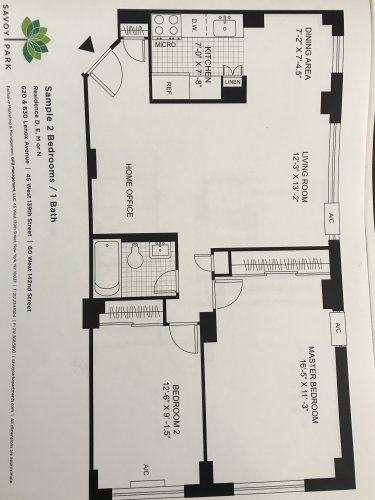 SAVOY
PARK
Sample 2 Bedrooms / 1 Bath
Residence D, E, M or N
620 & 630 Lenox Avenue | 45 West 139th Street | 60 West 142nd Street
D.W.
MICRO
KITCHEN
7'-0" X 7'-8"
REF.
LINEN
DINING AREA
7'-2" X 7'-4.5"
LIVING ROOM
12'-3" X 13'-2"
A/C
HOME OFFICE
A/C
MASTER BEDROOM
16'-5" X 11'-3"
BEDROOM 2
12'-6" X 9'-1.5"
A/C